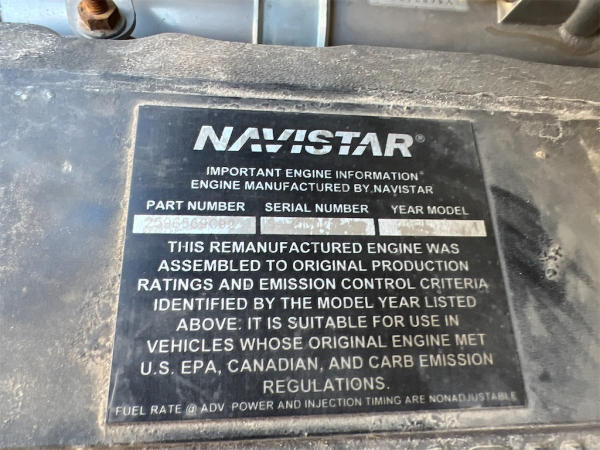 NAVISTAR®
IMPORTANT ENGINE INFORMATION
ENGINE MANUFACTURED BY NAVISTAR
PART NUMBER SERIAL NUMBER YEAR MODEL
THIS REMANUFACTURED ENGINE WAS
ASSEMBLED TO ORIGINAL PRODUCTION
RATINGS AND EMISSION CONTROL CRITERIA
IDENTIFIED BY THE MODEL YEAR LISTED
ABOVE. IT IS SUITABLE FOR USE IN
VEHICLES WHOSE ORIGINAL ENGINE MET
U.S. EPA, CANADIAN, AND CARB EMISSION
REGULATIONS.
FUEL RATE @ ADV POWER AND INJECTION TIMING ARE NONADJUSTABLE